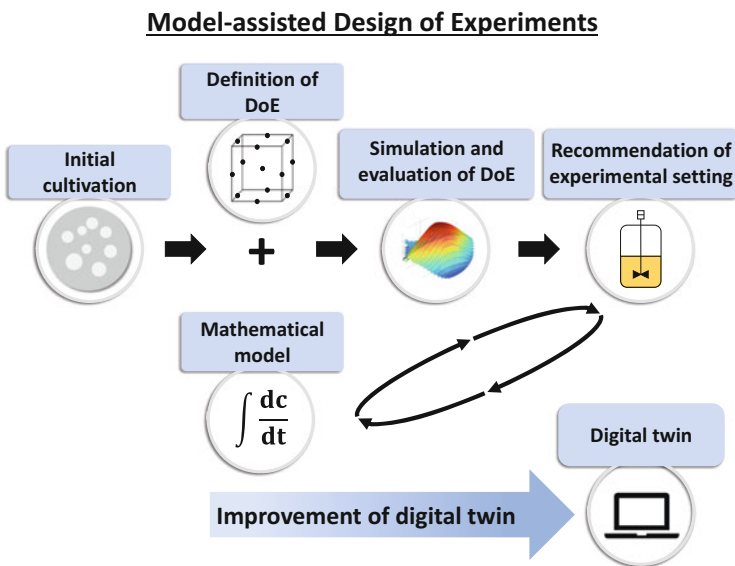 Model-assisted Design of Experiments
Definition of
DoE
Initial
cultivation
Simulation and
evaluation of DoE
Recommendation of
experimental setting
+
Mathematical
model
∫ dc/dt
Digital twin
Improvement of digital twin